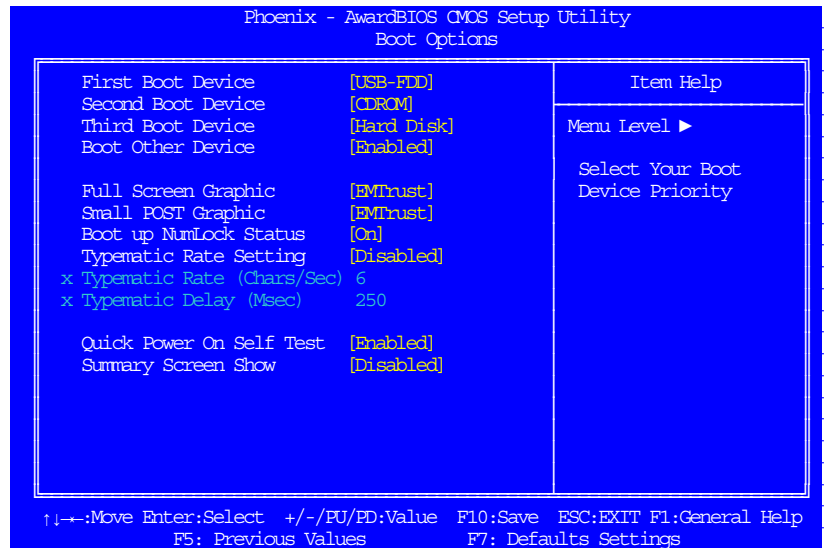 Phoenix - AwardBIOS CMOS Setup Utility
Boot Options
First Boot Device [USB-FDD]
Second Boot Device [CDROM]
Third Boot Device [Hard Disk]
Boot Other Device [Enabled]
Full Screen Graphic [EMTrust]
Small POST Graphic [EMTrust]
Boot up NumLock Status [On]
Typematic Rate Setting [Disabled]
x Typematic Rate (Chars/Sec) 6
x Typematic Delay (Msec) 250
Quick Power On Self Test [Enabled]
Summary Screen Show [Disabled]
Item Help
Menu Level ►
Select Your Boot
Device Priority
↑↓→←:Move Enter:Select +/-/PU/PD:Value F10:Save ESC:EXIT F1:General Help
F5: Previous Values F7: Defaults Settings